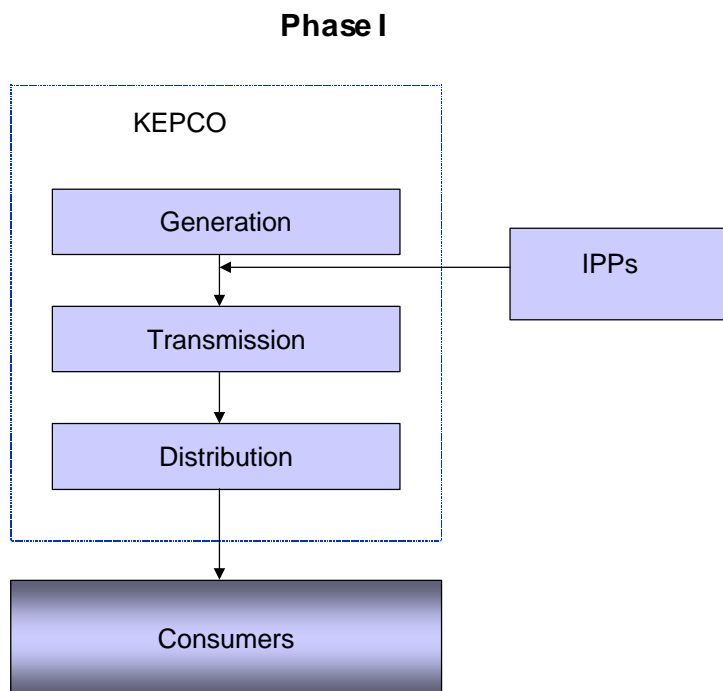 Phase I
KEPCO
Generation
IPPs
Transmission
Distribution
Consumers